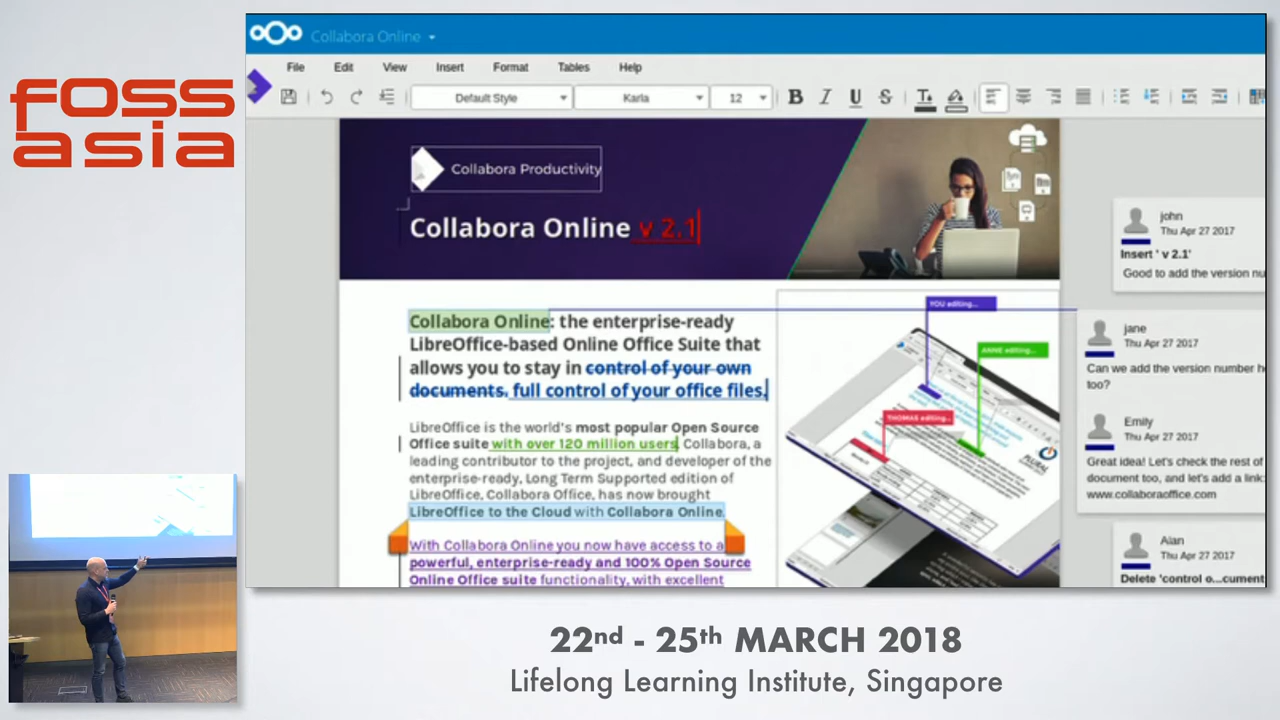 foss
asia
Collabora Online
File Edit View Insert Format Tables Help
Default Style Karla 12 B I U S
Collabora Productivity
Collabora Online v 2.1
john
Thu Apr 27 2017
Insert ' v 2.1'
Good to add the version nu
Collabora Online: the enterprise-ready
LibreOffice-based Online Office Suite that
allows you to stay in control of your own
documents. full control of your office files.
YOU editing...
ANNE editing...
THOMAS editing...
jane
Thu Apr 27 2017
Can we add the version number h
too?
LibreOffice is the world's most popular Open Source
Office suite with over 120 million users. Collabora, a
leading contributor to the project, and developer of the
enterprise-ready, Long Term Supported edition of
LibreOffice, Collabora Office, has now brought
LibreOffice to the Cloud with Collabora Online.
Emily
Thu Apr 27 2017
Great idea! Let's check the rest of
document too, and let's add a link:
www.collaboraoffice.com
With Collabora Online you now have access to a
powerful, enterprise-ready and 100% Open Source
Online Office suite functionality, with excellent
Alan
Thu Apr 27 2017
Delete 'control o...cument
22nd - 25th MARCH 2018
Lifelong Learning Institute, Singapore